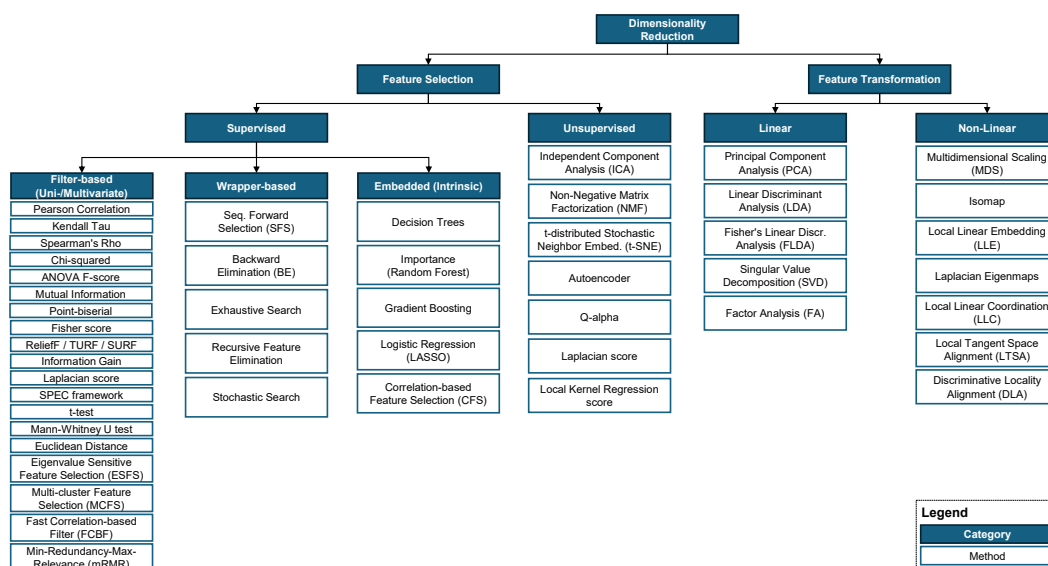 Dimensionality
Reduction
Feature Selection
Feature Transformation
Supervised
Unsupervised
Linear
Non-Linear
Filter-based
(Uni-/Multivariate)
Pearson Correlation
Kendall Tau
Spearman's Rho
Chi-squared
ANOVA F-score
Mutual Information
Point-biserial
Fisher score
ReliefF / TURF / SURF
Information Gain
Laplacian score
SPEC framework
t-test
Mann-Whitney U test
Euclidean Distance
Eigenvalue Sensitive
Feature Selection (ESFS)
Multi-cluster Feature
Selection (MCFS)
Fast Correlation-based
Filter (FCBF)
Min-Redundancy-Max-
Relevance (mRMR)
Wrapper-based
Seq. Forward
Selection (SFS)
Backward
Elimination (BE)
Exhaustive Search
Recursive Feature
Elimination
Stochastic Search
Embedded (Intrinsic)
Decision Trees
Importance
(Random Forest)
Gradient Boosting
Logistic Regression
(LASSO)
Correlation-based
Feature Selection (CFS)
Independent Component
Analysis (ICA)
Non-Negative Matrix
Factorization (NMF)
t-distributed Stochastic
Neighbor Embed. (t-SNE)
Autoencoder
Q-alpha
Laplacian score
Local Kernel Regression
score
Principal Component
Analysis (PCA)
Linear Discriminant
Analysis (LDA)
Fisher's Linear Discr.
Analysis (FLDA)
Singular Value
Decomposition (SVD)
Factor Analysis (FA)
Multidimensional Scaling
(MDS)
Isomap
Local Linear Embedding
(LLE)
Laplacian Eigenmaps
Local Linear Coordination
(LLC)
Local Tangent Space
Alignment (LTSA)
Discriminative Locality
Alignment (DLA)
Legend
Category
Method